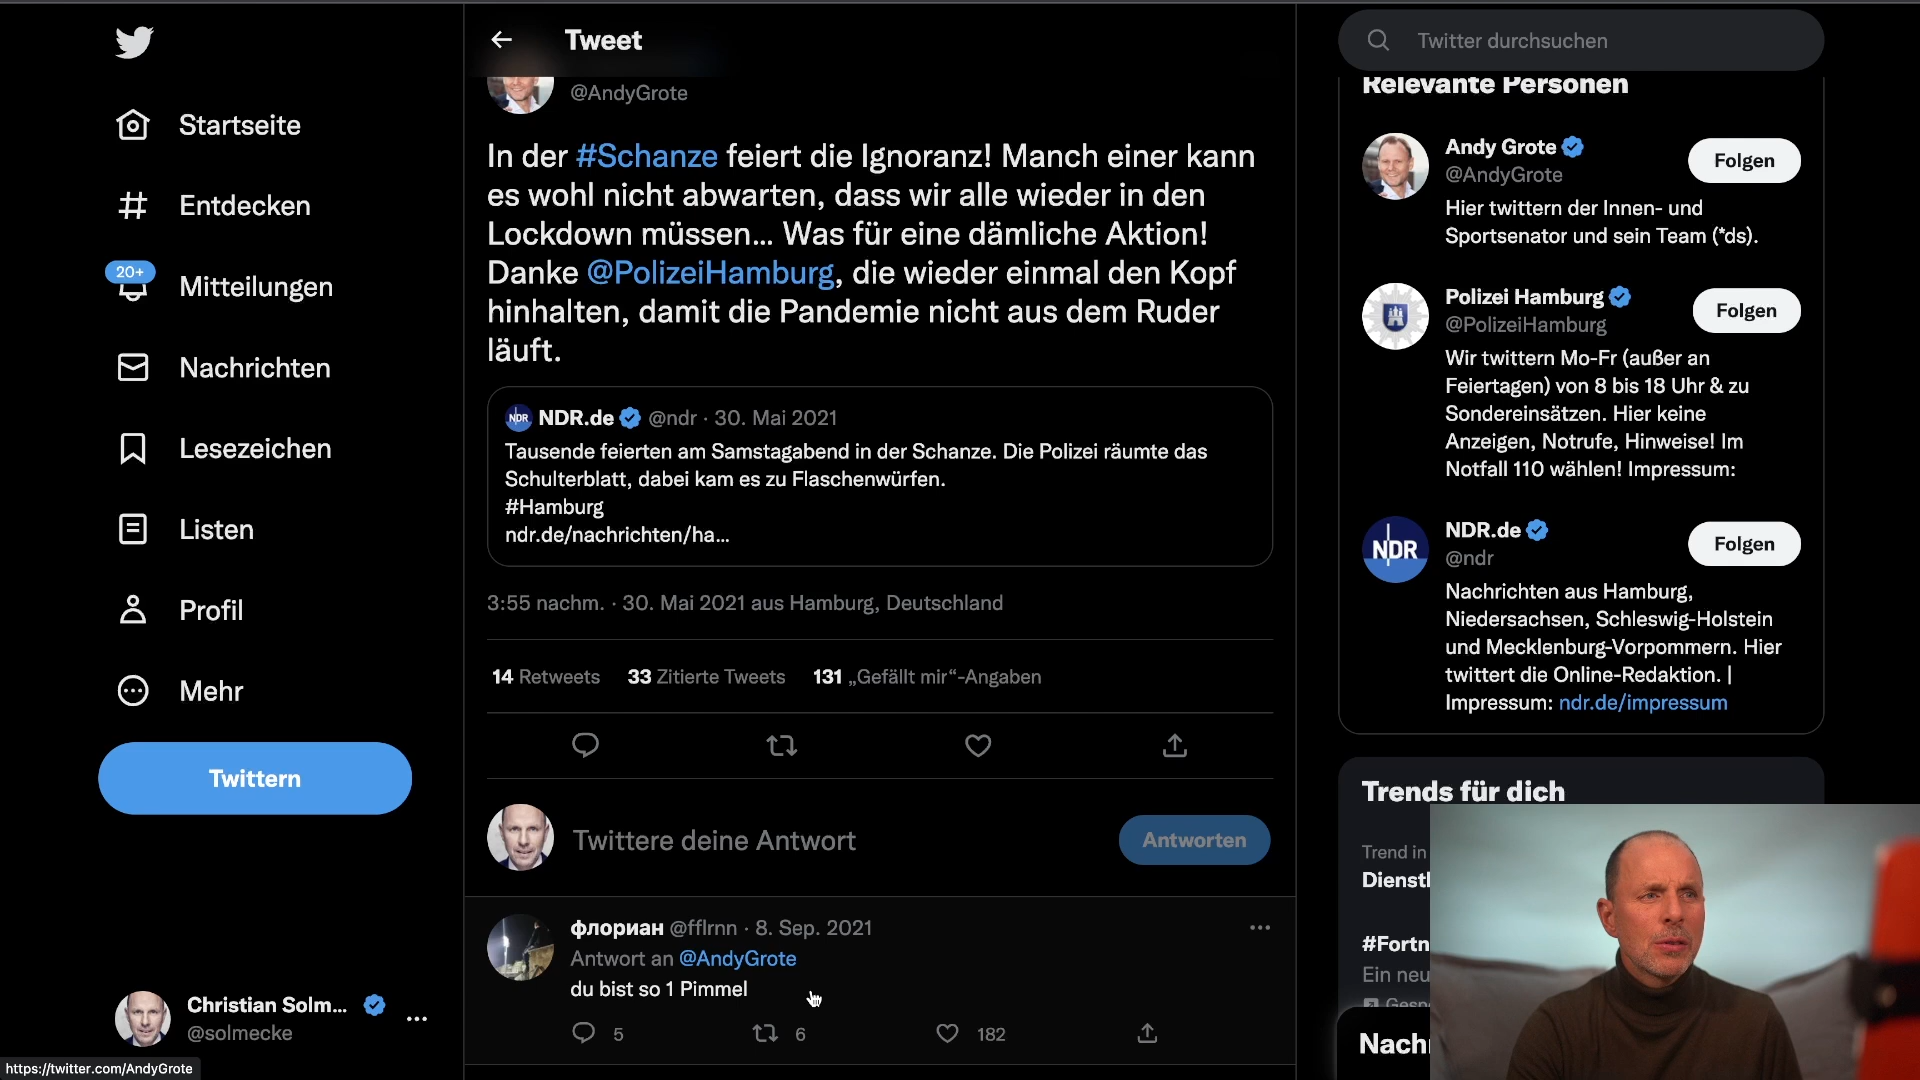 Startseite
Entdecken
20+
Mitteilungen
Nachrichten
Lesezeichen
Listen
Profil
Mehr
Twittern
Christian Solm...
@solmecke
https://twitter.com/AndyGrote
Tweet
@AndyGrote
In der #Schanze feiert die Ignoranz! Manch einer kann
es wohl nicht abwarten, dass wir alle wieder in den
Lockdown müssen... Was für eine dämliche Aktion!
Danke @PolizeiHamburg, die wieder einmal den Kopf
hinhalten, damit die Pandemie nicht aus dem Ruder
läuft.
NDR NDR.de @ndr · 30. Mai 2021
Tausende feierten am Samstagabend in der Schanze. Die Polizei räumte das
Schulterblatt, dabei kam es zu Flaschenwürfen.
#Hamburg
ndr.de/nachrichten/ha...
3:55 nachm. · 30. Mai 2021 aus Hamburg, Deutschland
14 Retweets 33 Zitierte Tweets 131 „Gefällt mir“-Angaben
Twittere deine Antwort
Antworten
флориан @fflrnn · 8. Sep. 2021
Antwort an @AndyGrote
du bist so 1 Pimmel
5 6 182
Twitter durchsuchen
Relevante Personen
Andy Grote
@AndyGrote
Folgen
Hier twittern der Innen- und
Sportsenator und sein Team (*ds).
Polizei Hamburg
@PolizeiHamburg
Folgen
Wir twittern Mo-Fr (außer an
Feiertagen) von 8 bis 18 Uhr & zu
Sondereinsätzen. Hier keine
Anzeigen, Notrufe, Hinweise! Im
Notfall 110 wählen! Impressum:
NDR
NDR.de
@ndr
Folgen
Nachrichten aus Hamburg,
Niedersachsen, Schleswig-Holstein
und Mecklenburg-Vorpommern. Hier
twittert die Online-Redaktion. |
Impressum: ndr.de/impressum
Trends für dich
Trend in
Dienst
#Fortn
Ein neu
Gesp
Nach